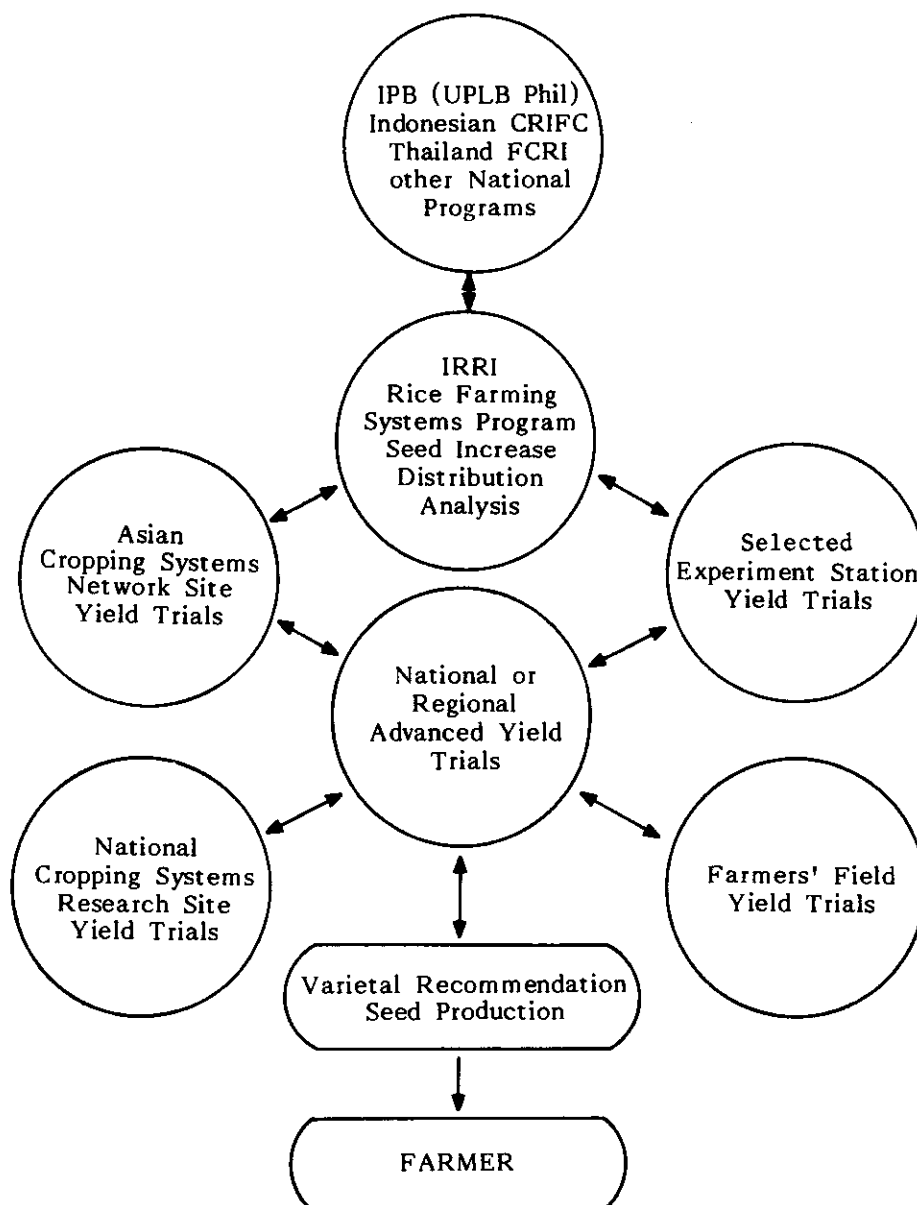 IPB (UPLB Phil)
Indonesian CRIFC
Thailand FCRI
other National
Programs
IRRI
Rice Farming
Systems Program
Seed Increase
Distribution
Analysis
Asian
Cropping Systems
Network Site
Yield Trials
Selected
Experiment Station
Yield Trials
National or
Regional
Advanced Yield
Trials
National
Cropping Systems
Research Site
Yield Trials
Farmers' Field
Yield Trials
Varietal Recommendation
Seed Production
FARMER